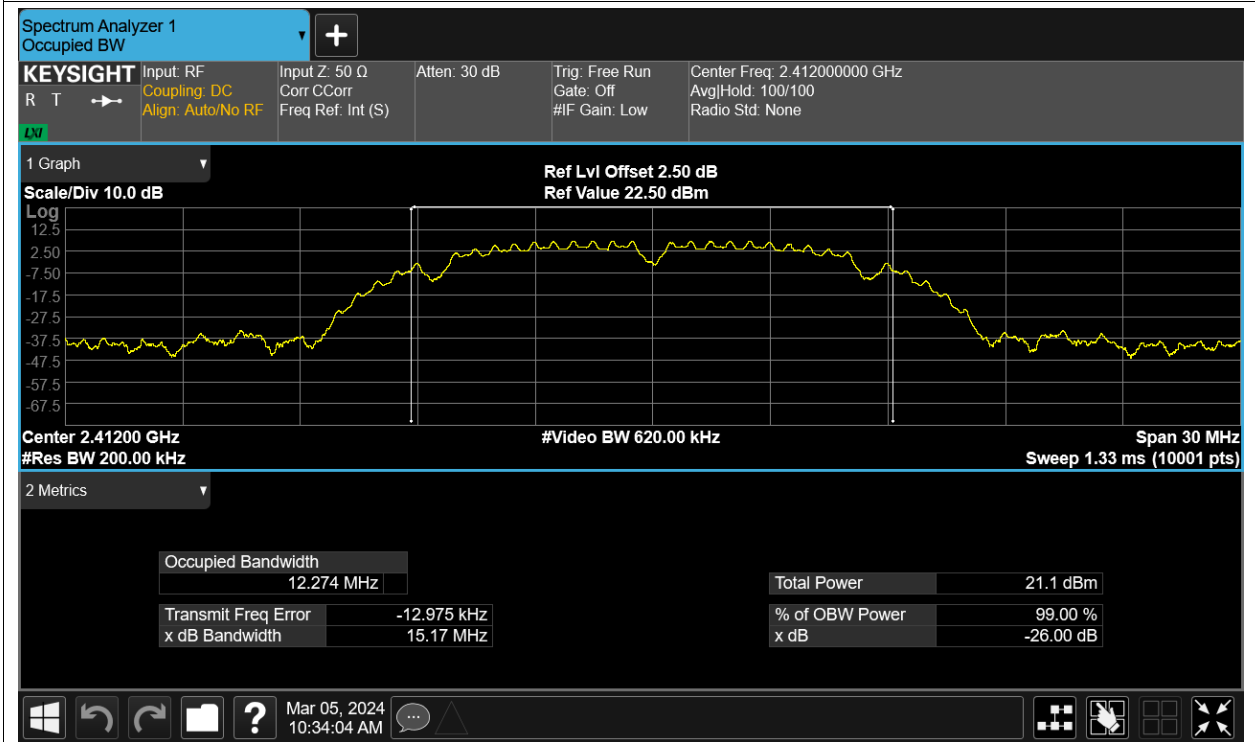 Spectrum Analyzer 1
Occupied BW
KEYSIGHT
R T
LXI
Input: RF
Coupling: DC
Align: Auto/No RF
Input Z: 50 Ω
Corr CCorr
Freq Ref: Int (S)
Atten: 30 dB
Trig: Free Run
Gate: Off
#IF Gain: Low
Center Freq: 2.412000000 GHz
Avg|Hold: 100/100
Radio Std: None
1 Graph
Scale/Div 10.0 dB
Ref Lvl Offset 2.50 dB
Ref Value 22.50 dBm
Log
12.5
2.50
-7.50
-17.5
-27.5
-37.5
-47.5
-57.5
-67.5
Center 2.41200 GHz
#Res BW 200.00 kHz
#Video BW 620.00 kHz
Span 30 MHz
Sweep 1.33 ms (10001 pts)
2 Metrics
Occupied Bandwidth
12.274 MHz
Transmit Freq Error -12.975 kHz
x dB Bandwidth 15.17 MHz
Total Power 21.1 dBm
% of OBW Power 99.00 %
x dB -26.00 dB
?
Mar 05, 2024
10:34:04 AM